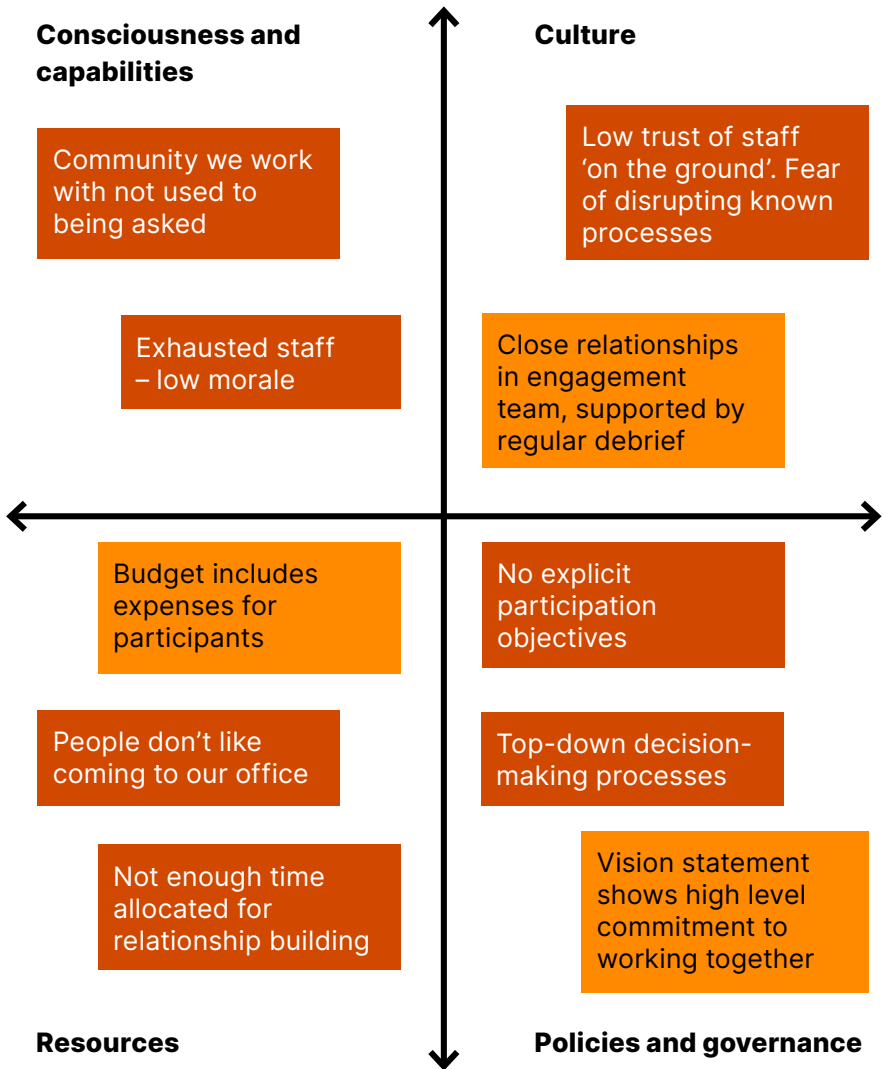 Consciousness and
capabilities
Community we work
with not used to
being asked
Exhausted staff
– low morale
Culture
Low trust of staff
‘on the ground’. Fear
of disrupting known
processes
Close relationships
in engagement
team, supported by
regular debrief
Budget includes
expenses for
participants
People don’t like
coming to our office
Not enough time
allocated for
relationship building
Resources
No explicit
participation
objectives
Top-down decision-
making processes
Vision statement
shows high level
commitment to
working together
Policies and governance